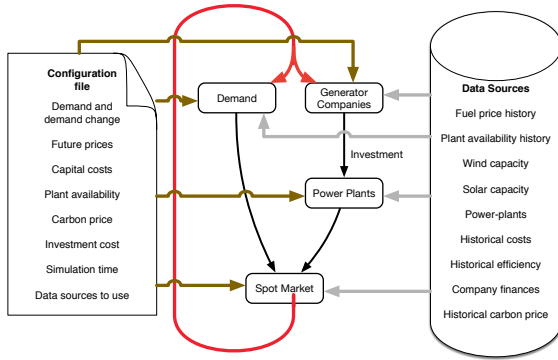 Configuration
file
Demand and
demand change
Future prices
Capital costs
Plant availability
Carbon price
Investment cost
Simulation time
Data sources to use
Demand
Generator
Companies
Investment
Power Plants
Spot Market
Data Sources
Fuel price history
Plant availability history
Wind capacity
Solar capacity
Power-plants
Historical costs
Historical efficiency
Company finances
Historical carbon price